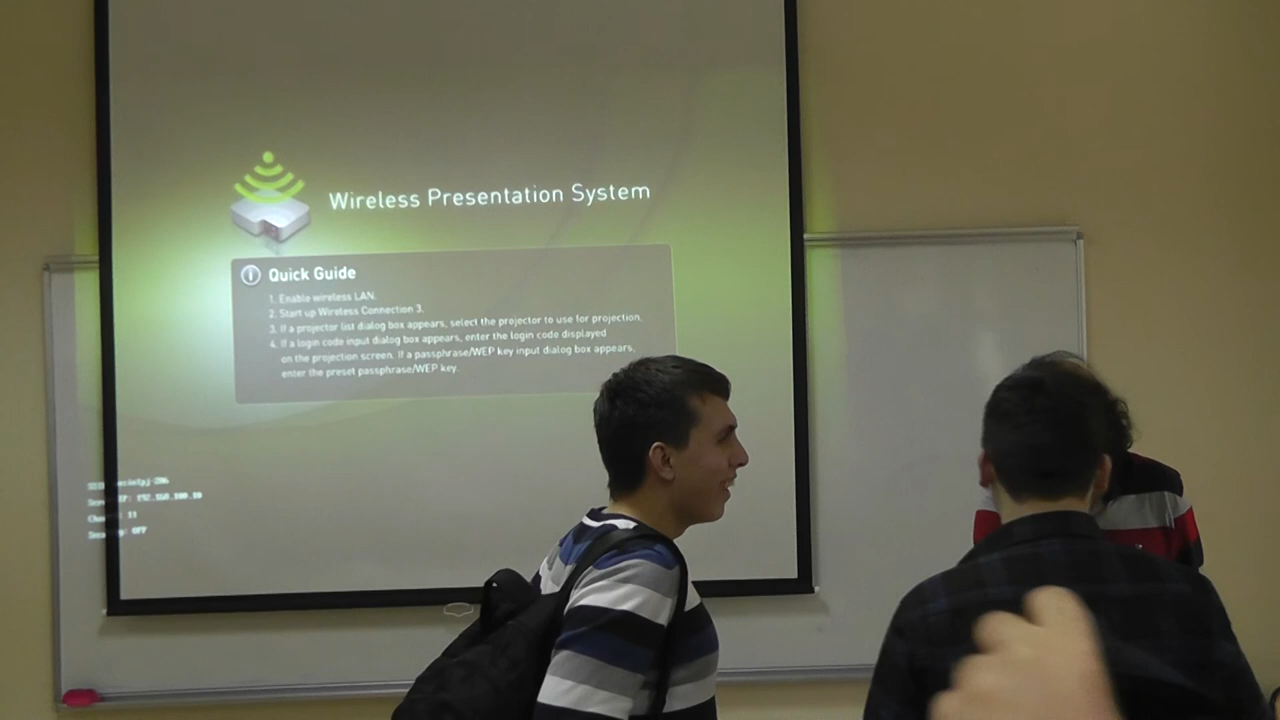 Wireless Presentation System
Quick Guide
1. Enable wireless LAN.
2. Start up Wireless Connection 3.
3. If a projector list dialog box appears, select the projector to use for projection.
4. If a login code input dialog box appears, enter the login code displayed
on the projection screen. If a passphrase/WEP key input dialog box appears,
enter the preset passphrase/WEP key.
11
OFF